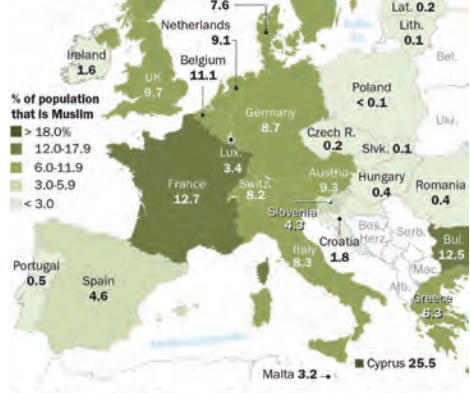 7.6
Lat. 0.2
Lith.
0.1
Netherlands
9.1
Ireland
1.6
Belgium
11.1
Bel.
UK
9.7
% of population
that is Muslim
> 18.0%
12.0-17.9
6.0-11.9
3.0-5.9
< 3.0
Poland
< 0.1
Germany
8.7
Ukr.
Czech R.
0.2
Lux.
3.4
Slvk. 0.1
France
12.7
Switz.
8.2
Austria
9.3
Hungary
0.4
Romania
0.4
Slovenia
4.3
Croatia
1.8
Bos.
Herz.
Serb.
Bul.
12.5
Italy
8.3
Mac.
Alb.
Portugal
0.5
Spain
4.6
Greece
6.3
Cyprus 25.5
Malta 3.2